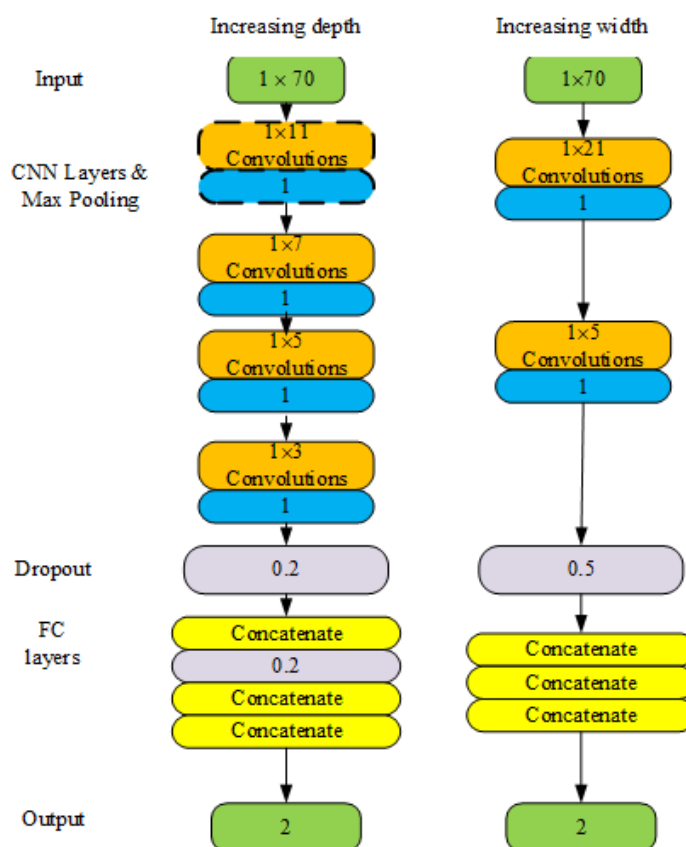 Increasing depth
Increasing width
Input
1 × 70
1×70
CNN Layers &
Max Pooling
1×11
Convolutions
1
1×21
Convolutions
1
1×7
Convolutions
1
1×5
Convolutions
1
1×5
Convolutions
1
1×3
Convolutions
1
Dropout
0.2
0.5
FC
layers
Concatenate
0.2
Concatenate
Concatenate
Concatenate
Concatenate
Concatenate
Output
2
2